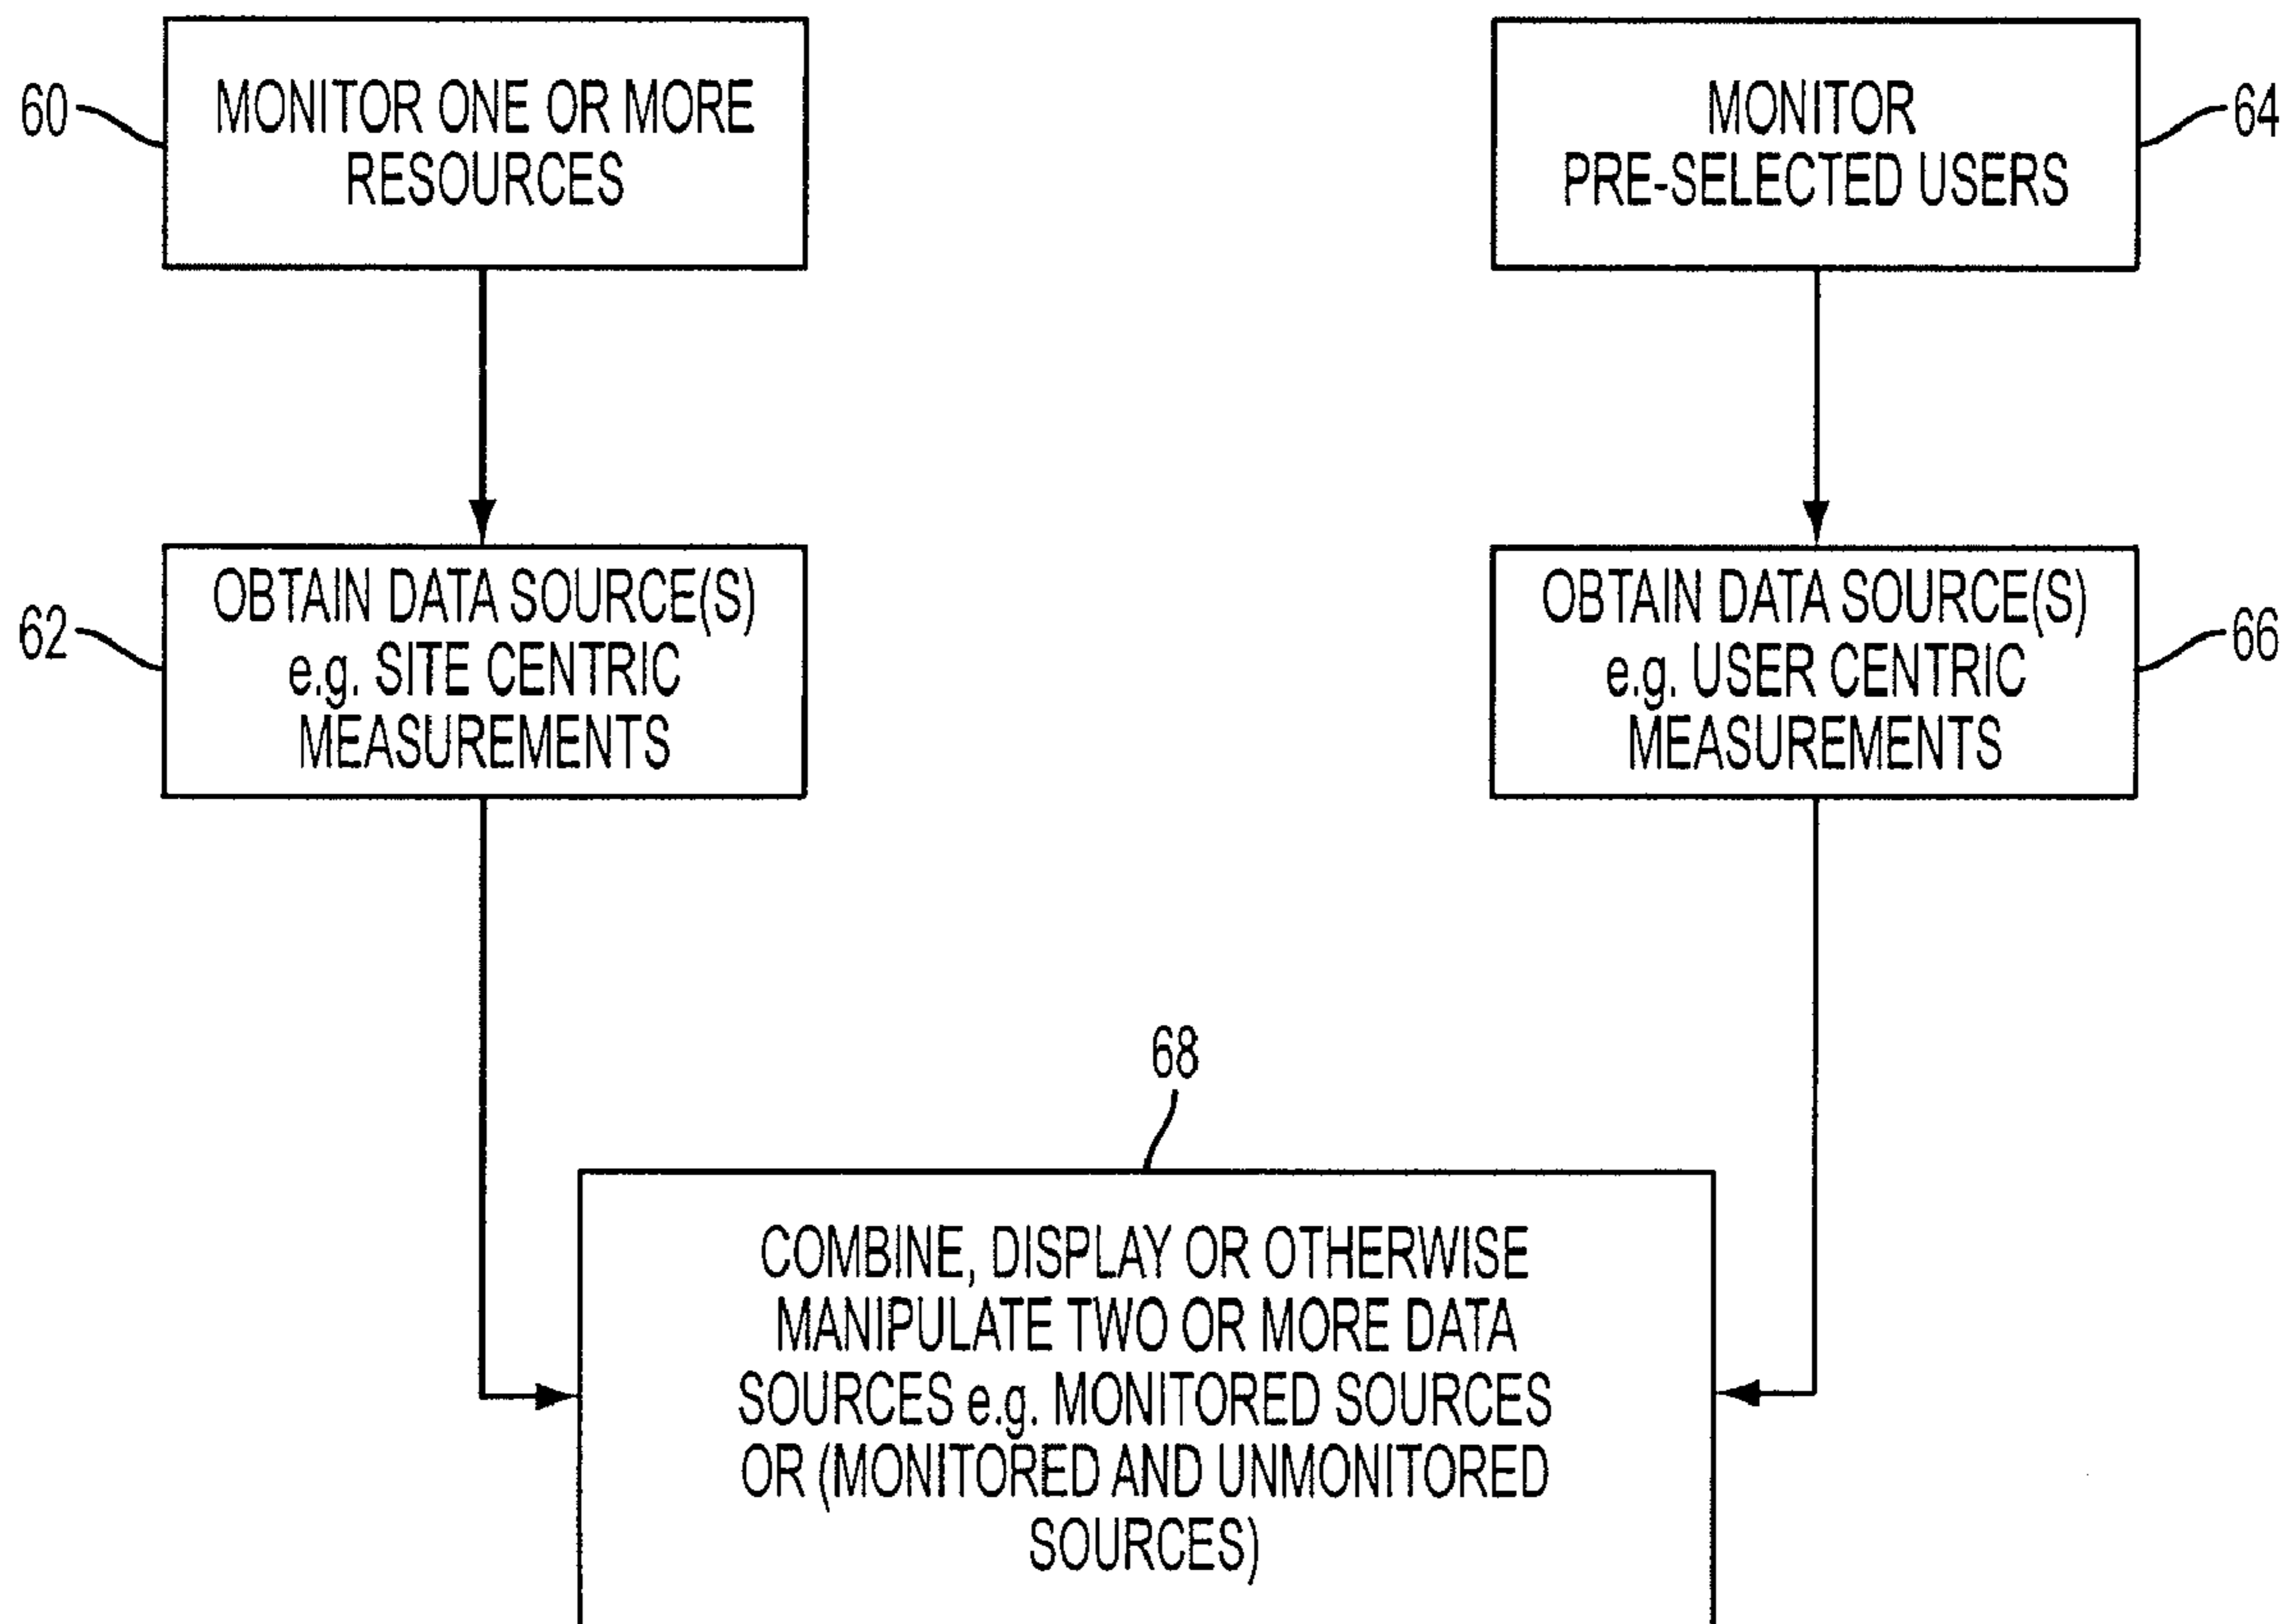 60
MONITOR ONE OR MORE
RESOURCES
MONITOR
PRE-SELECTED USERS
64
62
OBTAIN DATA SOURCE(S)
e.g. SITE CENTRIC
MEASUREMENTS
OBTAIN DATA SOURCE(S)
e.g. USER CENTRIC
MEASUREMENTS
66
68
COMBINE, DISPLAY OR OTHERWISE
MANIPULATE TWO OR MORE DATA
SOURCES e.g. MONITORED SOURCES
OR (MONITORED AND UNMONITORED
SOURCES)